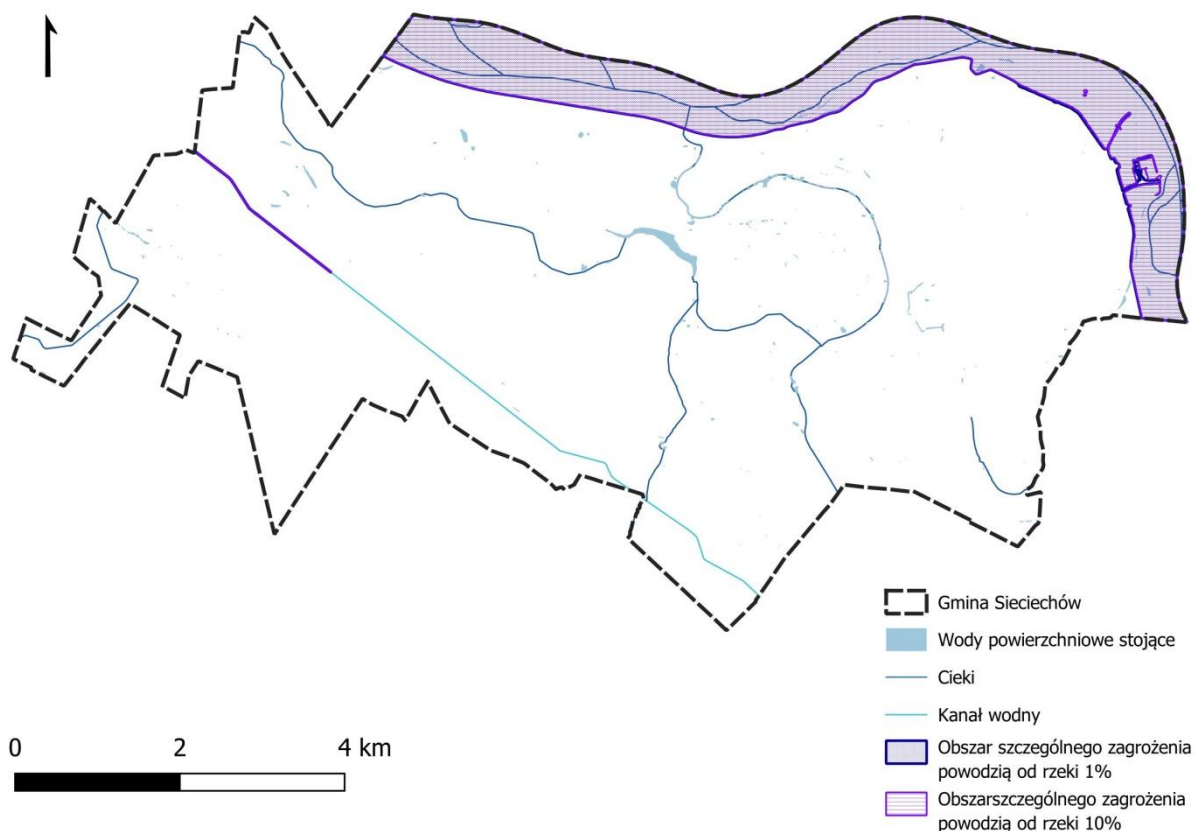 Gmina Sieciechów
Wody powierzchniowe stojące
Cieki
Kanał wodny
Obszar szczególnego zagrożenia
powodzią od rzeki 1%
Obszarszczególnego zagrożenia
powodzią od rzeki 10%
0 2 4 km